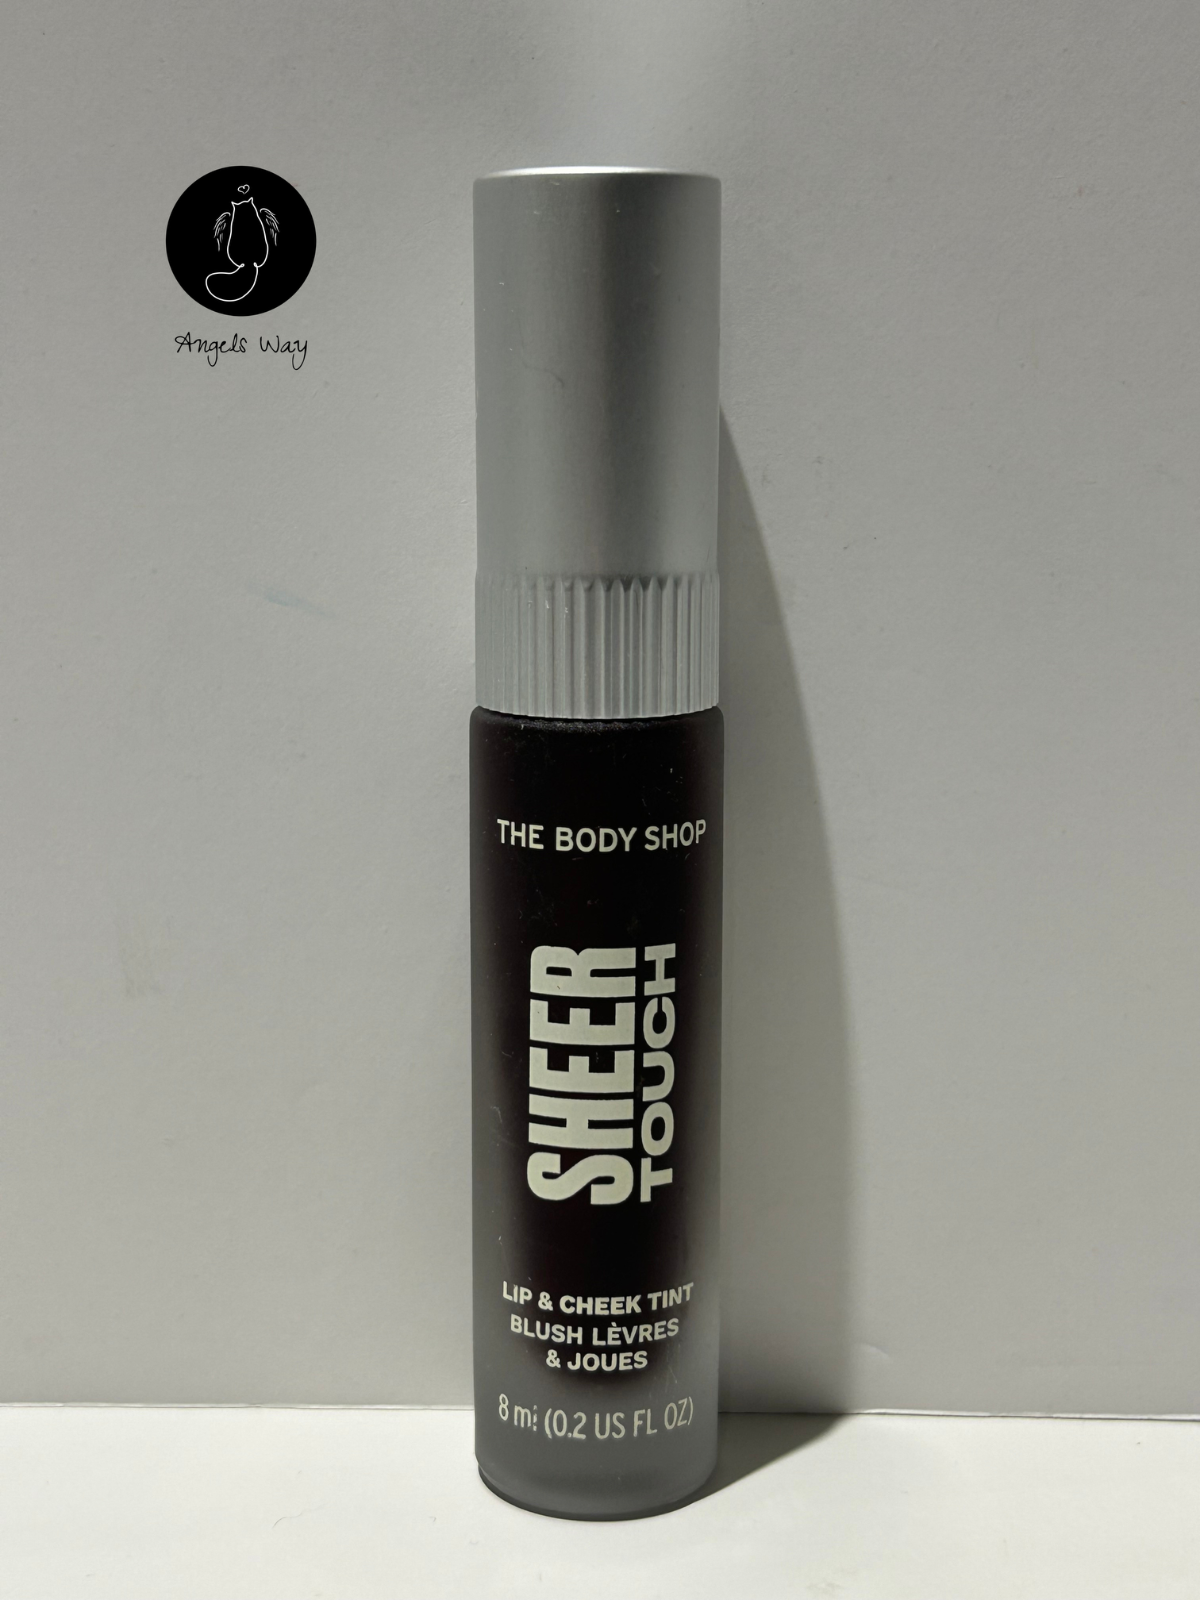 Angels Way
THE BODY SHOP
SHEER
TOUCH
LIP & CHEEK TINT
BLUSH LÈVRES
& JOUES
8 ml (0.2 US FL OZ)